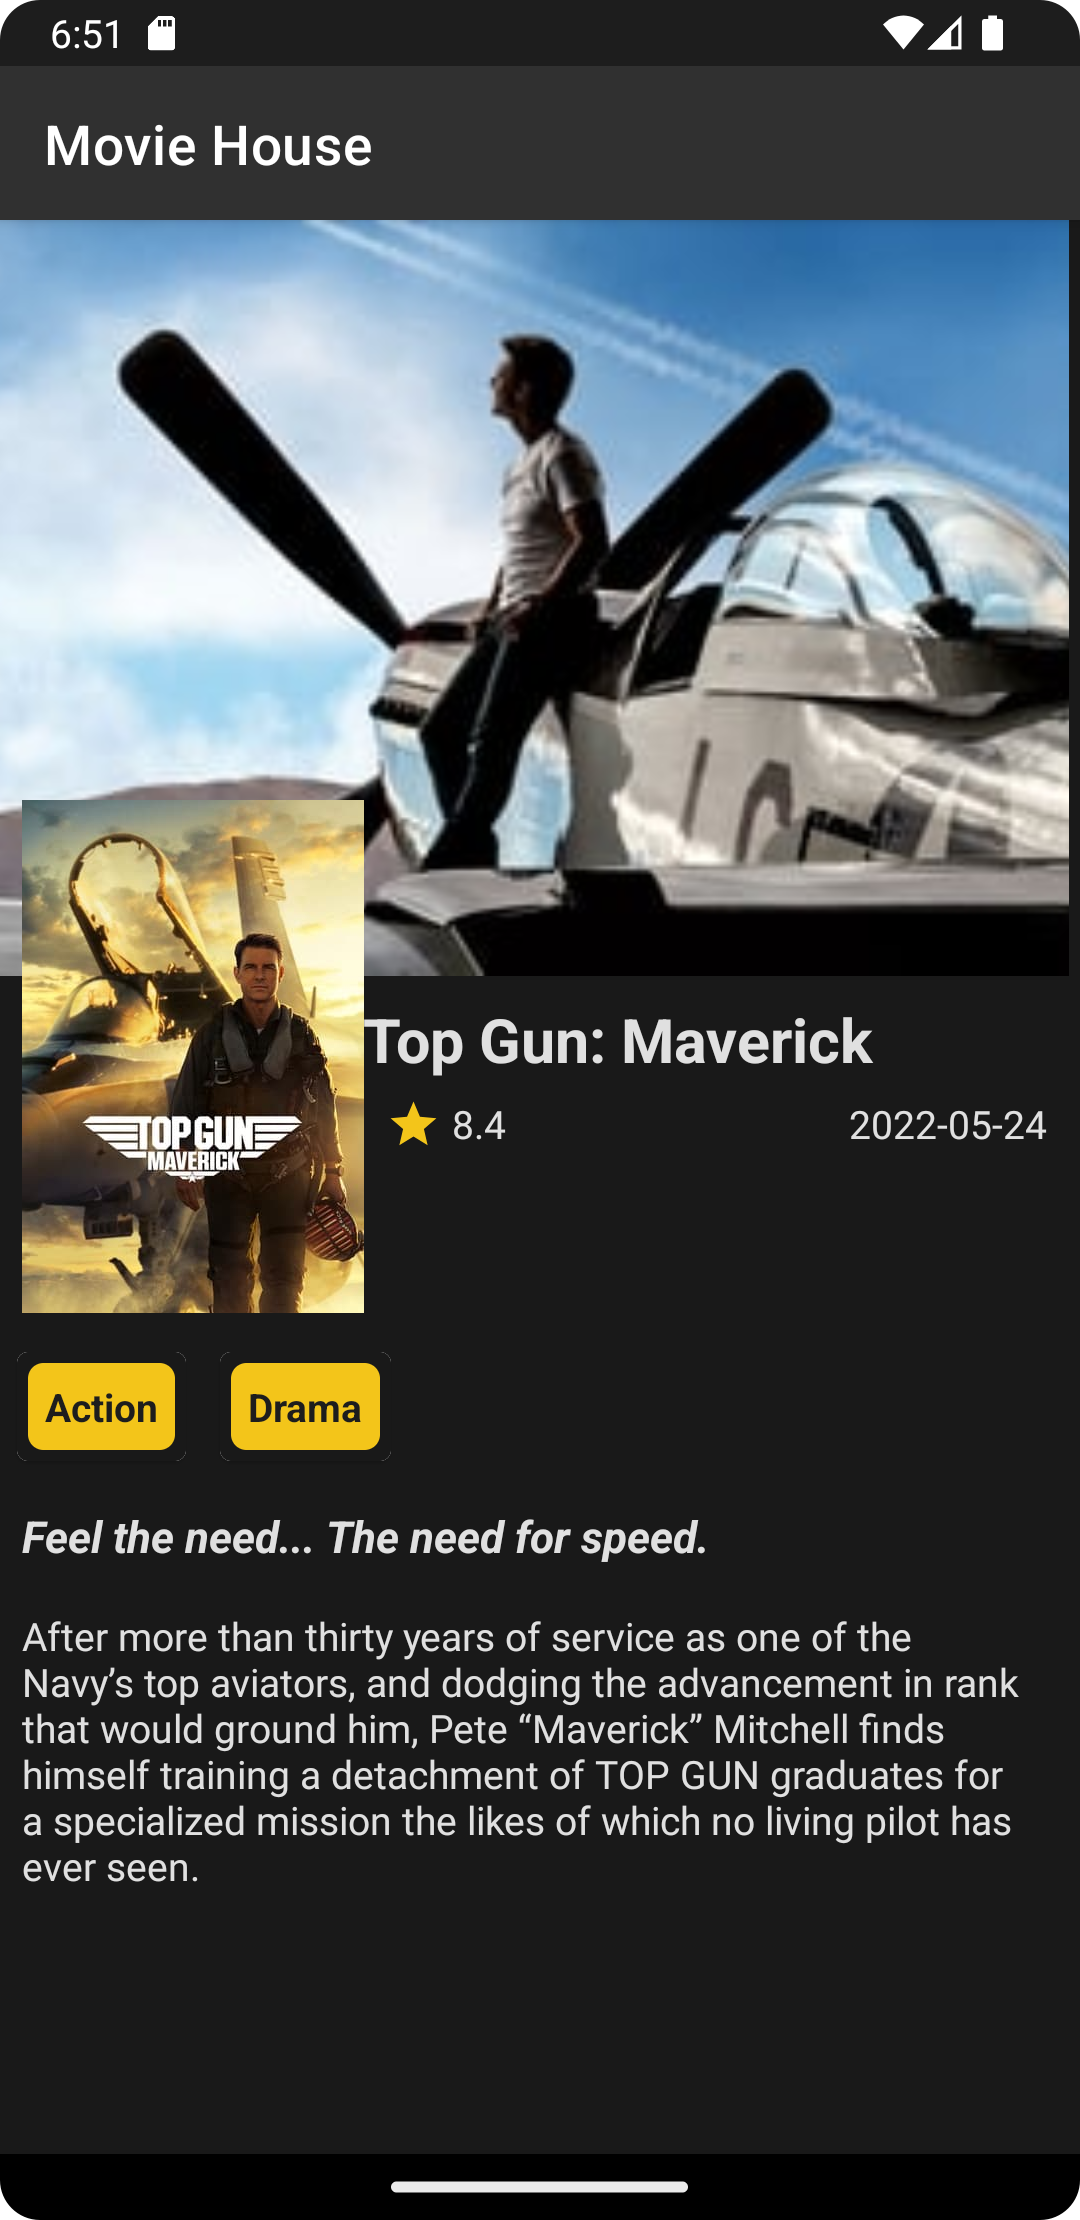 6:51
Movie House
TOP GUN
MAVERICK
Top Gun: Maverick
8.4
2022-05-24
Action
Drama
Feel the need... The need for speed.
After more than thirty years of service as one of the
Navy’s top aviators, and dodging the advancement in rank
that would ground him, Pete “Maverick” Mitchell finds
himself training a detachment of TOP GUN graduates for
a specialized mission the likes of which no living pilot has
ever seen.